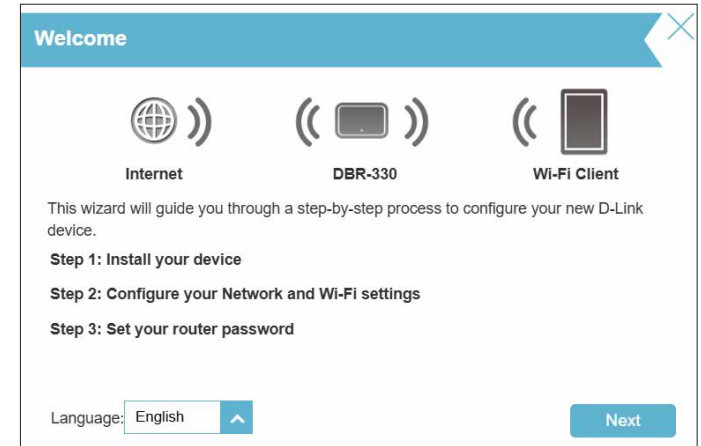 Welcome
Internet
DBR-330
Wi-Fi Client
This wizard will guide you through a step-by-step process to configure your new D-Link
device.
Step 1: Install your device
Step 2: Configure your Network and Wi-Fi settings
Step 3: Set your router password
Language: English
Next